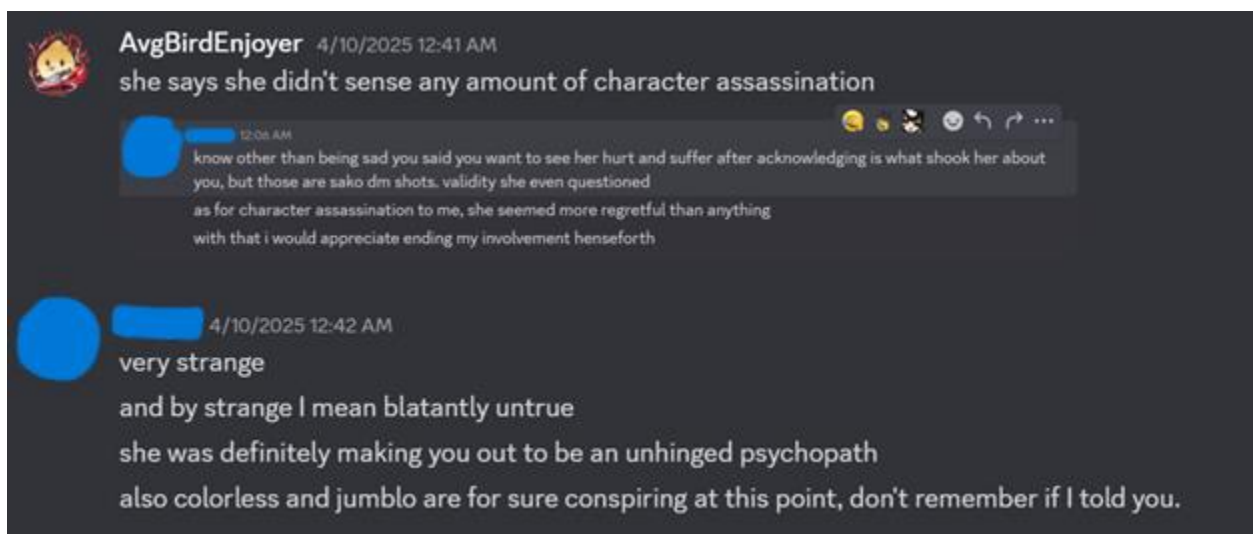 AvgBirdEnjoyer 4/10/2025 12:41 AM
she says she didn't sense any amount of character assassination
12:06 AM
know other than being sad you said you want to see her hurt and suffer after acknowledging is what shook her about
you, but those are sako dm shots. validity she even questioned
as for character assassination to me, she seemed more regretful than anything
with that i would appreciate ending my involvement henseforth
4/10/2025 12:42 AM
very strange
and by strange I mean blatantly untrue
she was definitely making you out to be an unhinged psychopath
also colorless and jumblo are for sure conspiring at this point, don't remember if I told you.